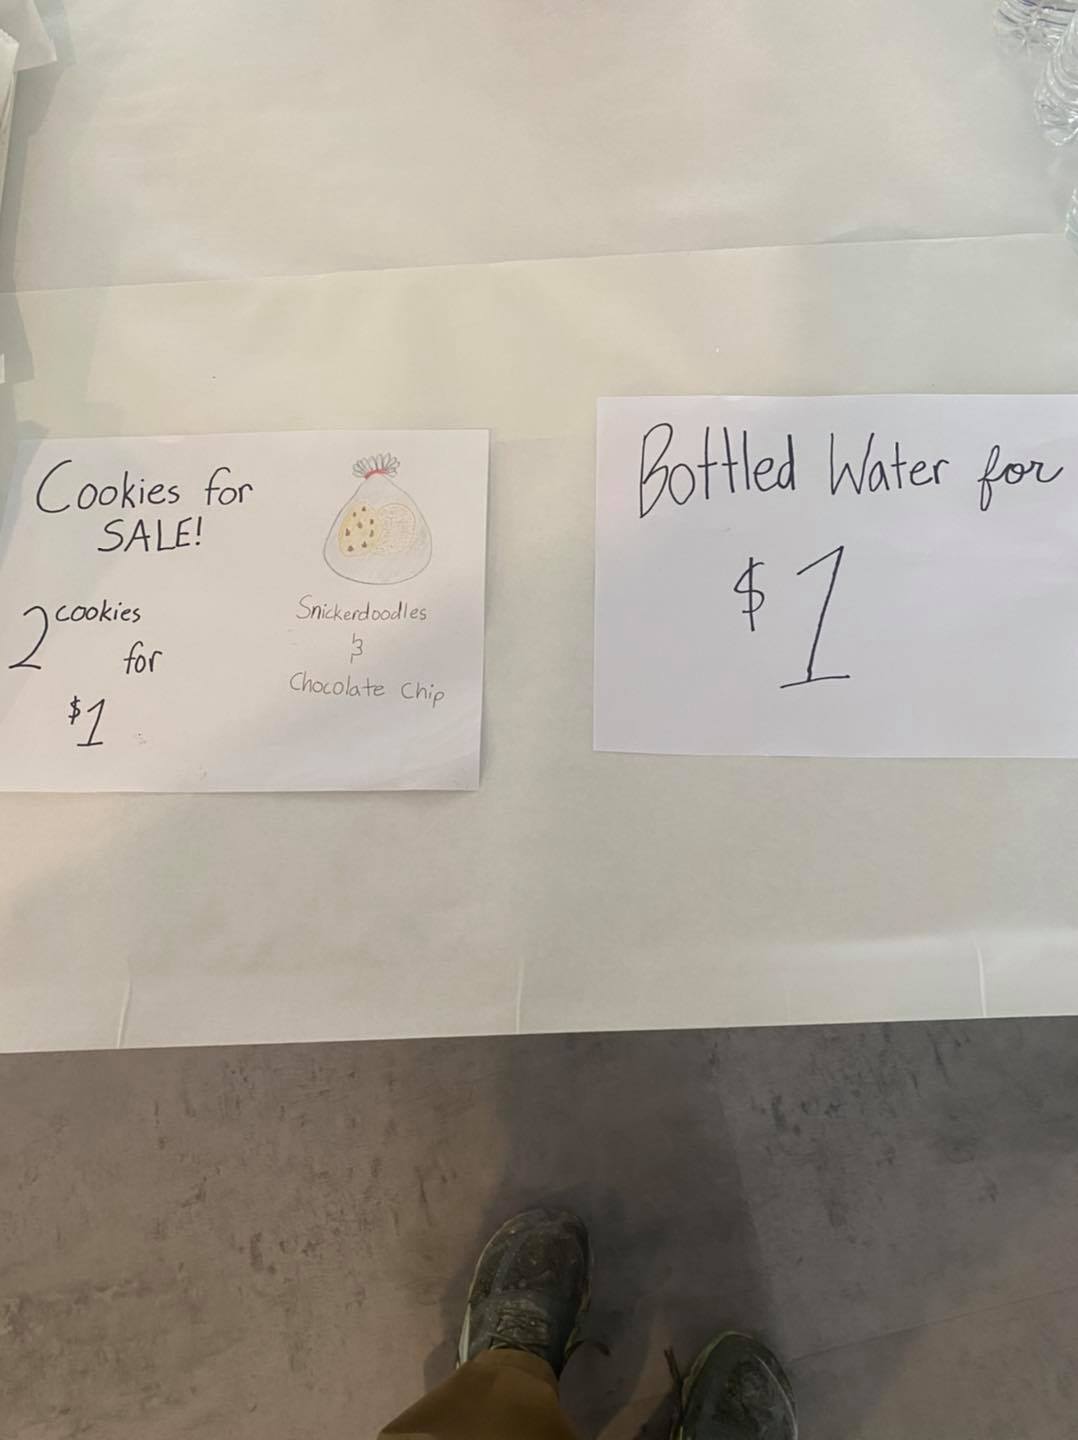 Cookies for
SALE!
2 cookies
for
$1
Snickerdoodles
&
Chocolate Chip
Bottled Water for
$1